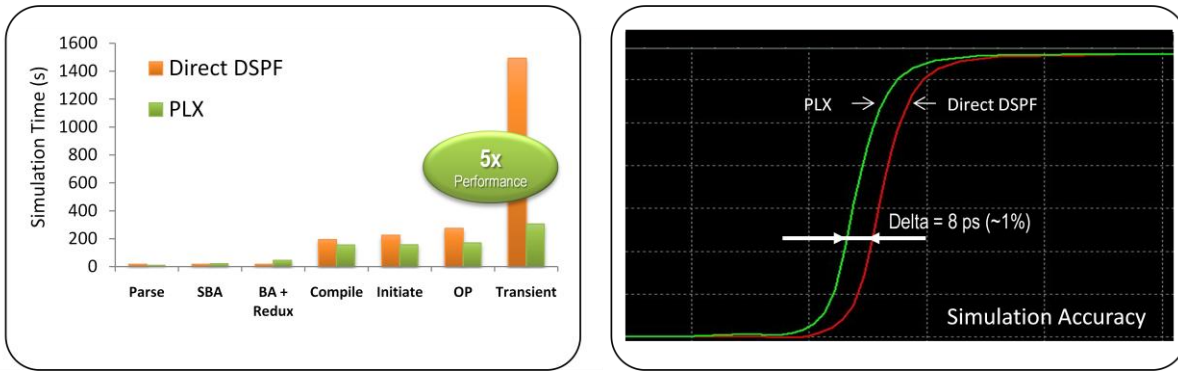 Simulation Time (s)
1600
1400
1200
1000
800
600
400
200
0
Direct DSPF
PLX
5x
Performance
Parse
SBA
BA +
Redux
Compile
Initiate
OP
Transient
PLX
Direct DSPF
Delta = 8 ps (~1%)
Simulation Accuracy